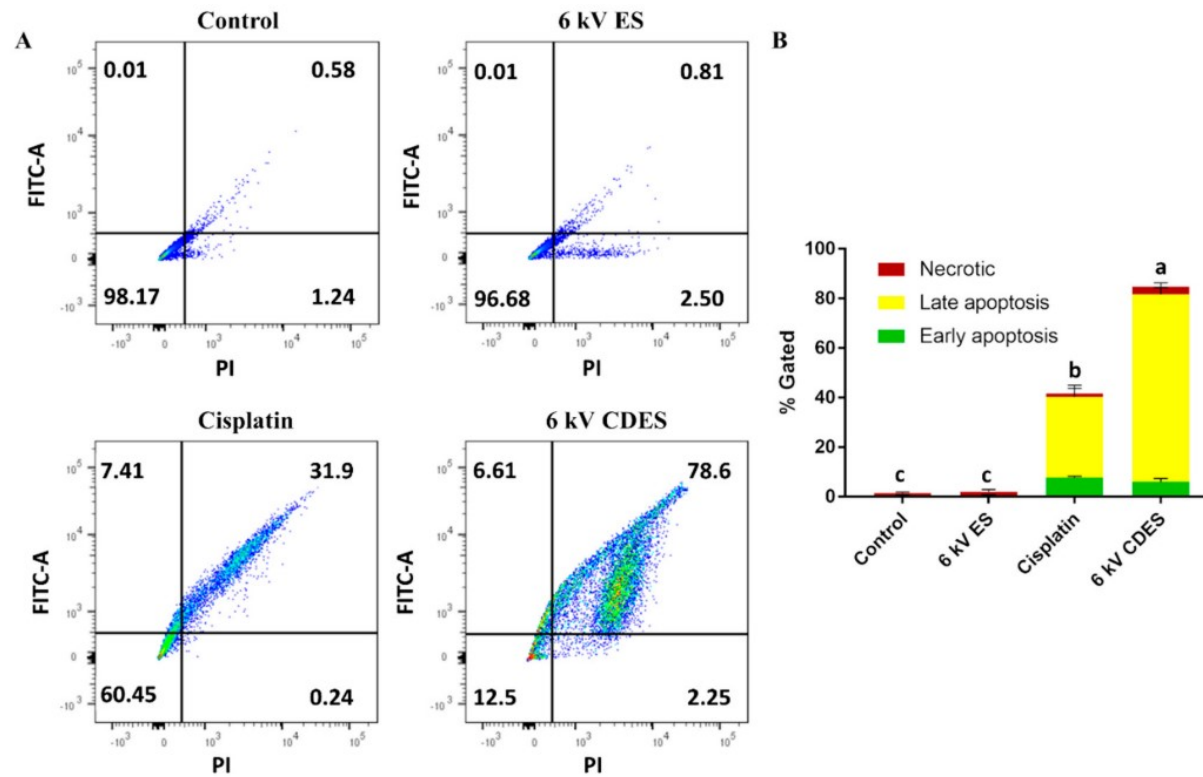 A
Control
0.01 0.58
98.17 1.24
FITC-A
10^5
10^4
10^3
0
-10^3
-10^3 0 10^3 10^4 10^5
PI
6 kV ES
0.01 0.81
96.68 2.50
FITC-A
10^5
10^4
10^3
0
-10^3
-10^3 0 10^3 10^4 10^5
PI
Cisplatin
7.41 31.9
60.45 0.24
FITC-A
10^5
10^4
10^3
0
-10^3
-10^3 0 10^3 10^4 10^5
PI
6 kV CDES
6.61 78.6
12.5 2.25
FITC-A
10^5
10^4
10^3
0
-10^3
-10^3 0 10^3 10^4 10^5
PI
B
% Gated
100
80
60
40
20
0
Necrotic
Late apoptosis
Early apoptosis
c c b a
Control
6 kV ES
Cisplatin
6 kV CDES